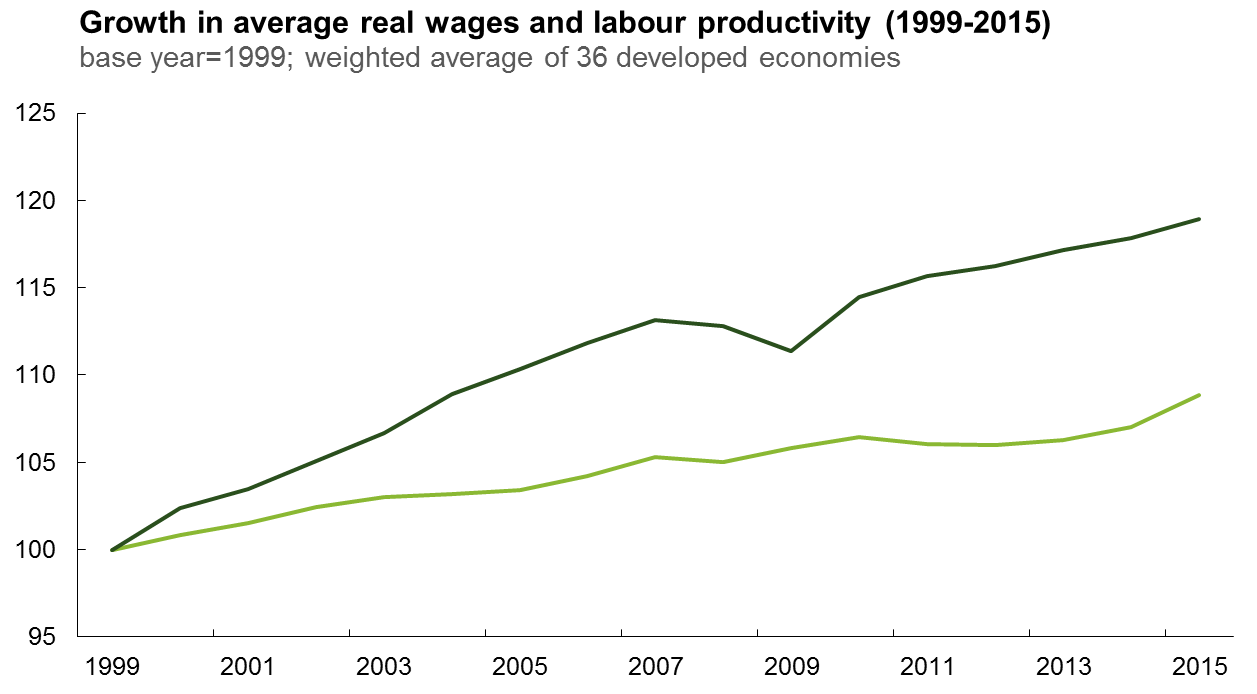 Growth in average real wages and labour productivity (1999-2015)
base year=1999; weighted average of 36 developed economies
125
120
115
110
105
100
95
1999 2001 2003 2005 2007 2009 2011 2013 2015